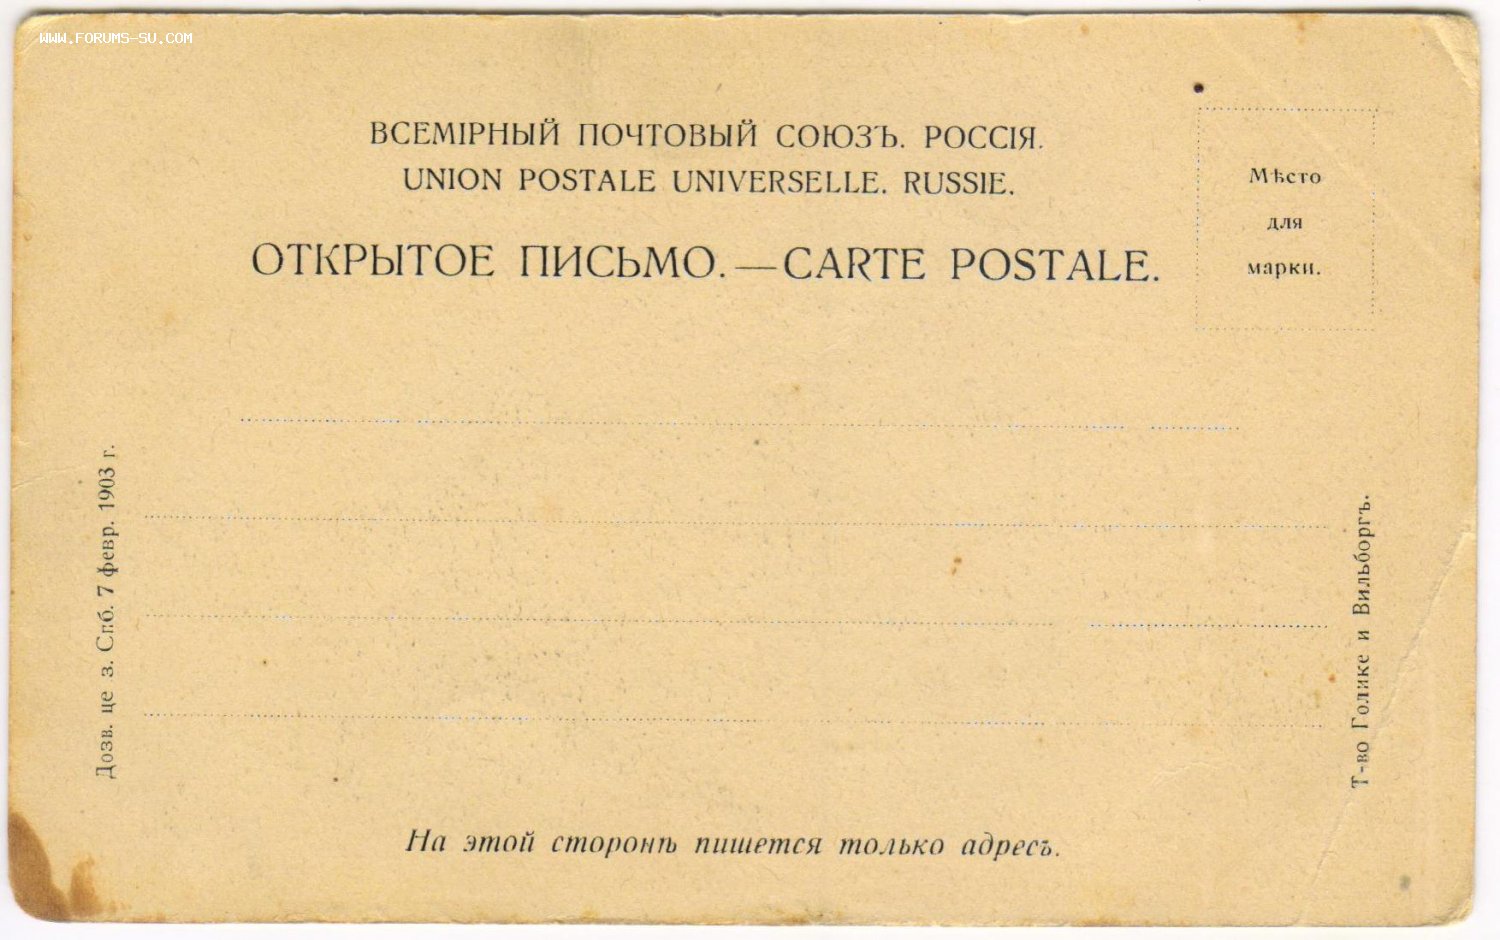 WWW.FORUMS-SU.COM
ВСЕМІРНЫЙ ПОЧТОВЫЙ СОЮЗЪ. РОССІЯ.
UNION POSTALE UNIVERSELLE. RUSSIE.
ОТКРЫТОЕ ПИСЬМО.—CARTE POSTALE.
Мѣсто
для
марки.
Дозв. це з. Спб. 7 февр. 1903 г.
Т-во Голике и Вильборгъ.
На этой сторонѣ пишется только адресъ.